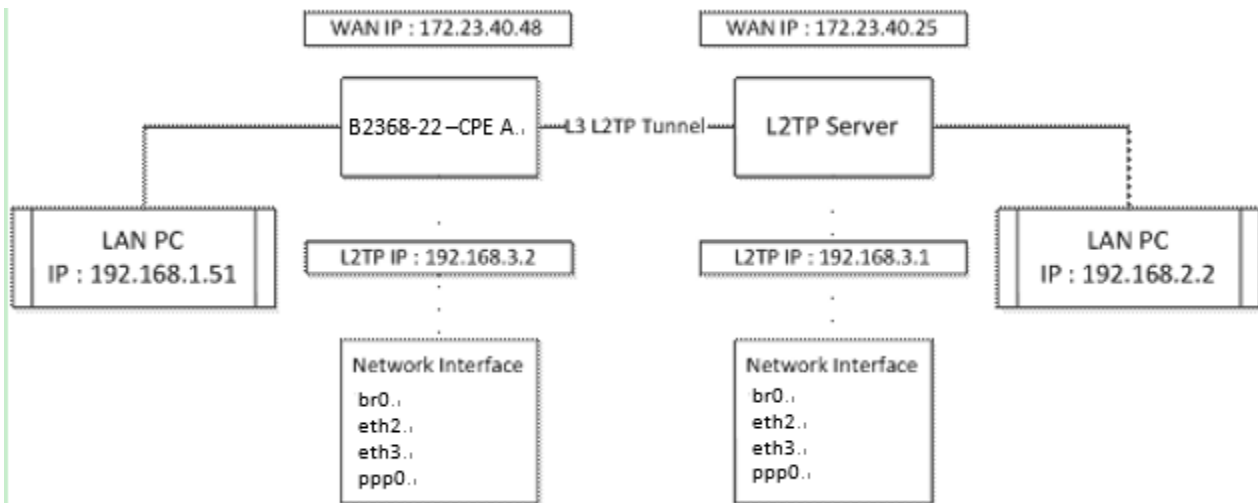 WAN IP : 172.23.40.48
WAN IP : 172.23.40.25
B2368-22 –CPE A
L3 L2TP Tunnel
L2TP Server
LAN PC
IP : 192.168.1.51
L2TP IP : 192.168.3.2
L2TP IP : 192.168.3.1
LAN PC
IP : 192.168.2.2
Network Interface
br0
eth2
eth3
ppp0
Network Interface
br0
eth2
eth3
ppp0